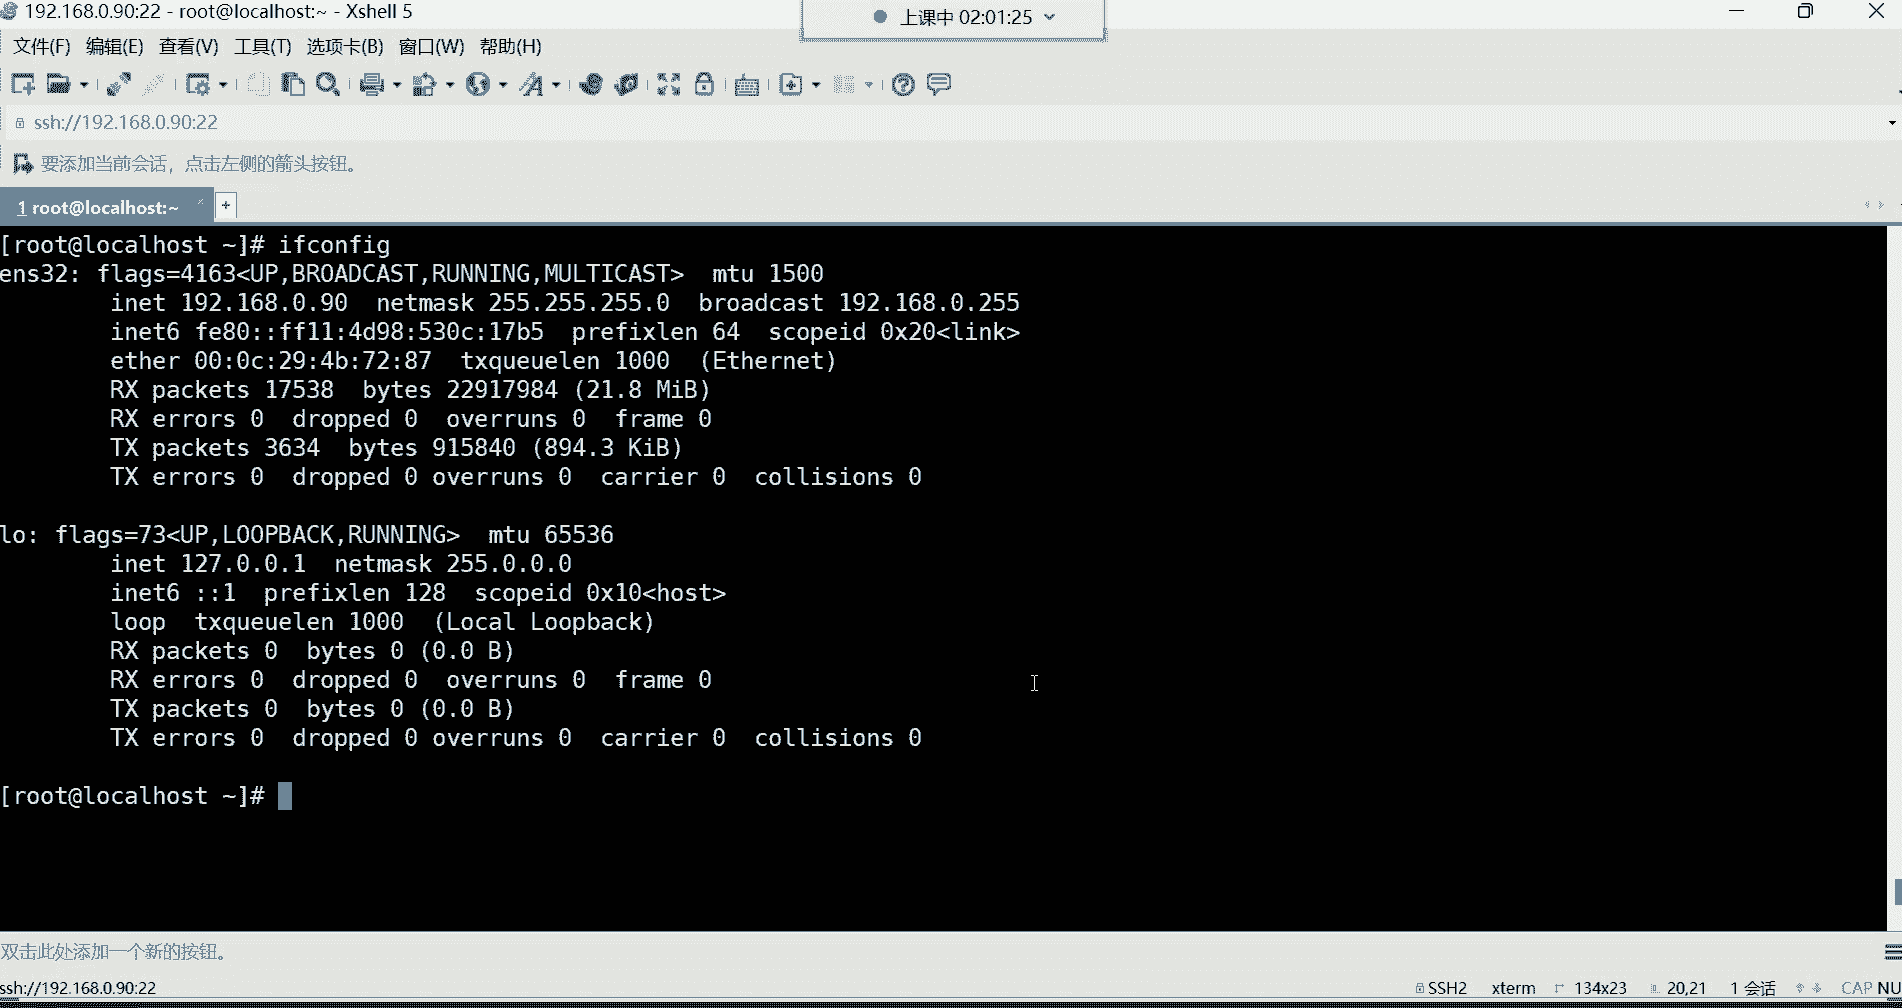 192.168.0.90:22 - root@localhost:~ - Xshell 5
上课中 02:01:25
文件(F) 编辑(E) 查看(V) 工具(T) 选项卡(B) 窗口(W) 帮助(H)
ssh://192.168.0.90:22
要添加当前会话，点击左侧的箭头按钮。
1 root@localhost:~
[root@localhost ~]# ifconfig
ens32: flags=4163<UP,BROADCAST,RUNNING,MULTICAST>  mtu 1500
        inet 192.168.0.90  netmask 255.255.255.0  broadcast 192.168.0.255
        inet6 fe80::ff11:4d98:530c:17b5  prefixlen 64  scopeid 0x20<link>
        ether 00:0c:29:4b:72:87  txqueuelen 1000  (Ethernet)
        RX packets 17538  bytes 22917984 (21.8 MiB)
        RX errors 0  dropped 0  overruns 0  frame 0
        TX packets 3634  bytes 915840 (894.3 KiB)
        TX errors 0  dropped 0 overruns 0  carrier 0  collisions 0
lo: flags=73<UP,LOOPBACK,RUNNING>  mtu 65536
        inet 127.0.0.1  netmask 255.0.0.0
        inet6 ::1  prefixlen 128  scopeid 0x10<host>
        loop  txqueuelen 1000  (Local Loopback)
        RX packets 0  bytes 0 (0.0 B)
        RX errors 0  dropped 0  overruns 0  frame 0
        TX packets 0  bytes 0 (0.0 B)
        TX errors 0  dropped 0 overruns 0  carrier 0  collisions 0
[root@localhost ~]#
双击此处添加一个新的按钮。
ssh://192.168.0.90:22 SSH2 xterm 134x23 20,21 1 会话 CAP NU